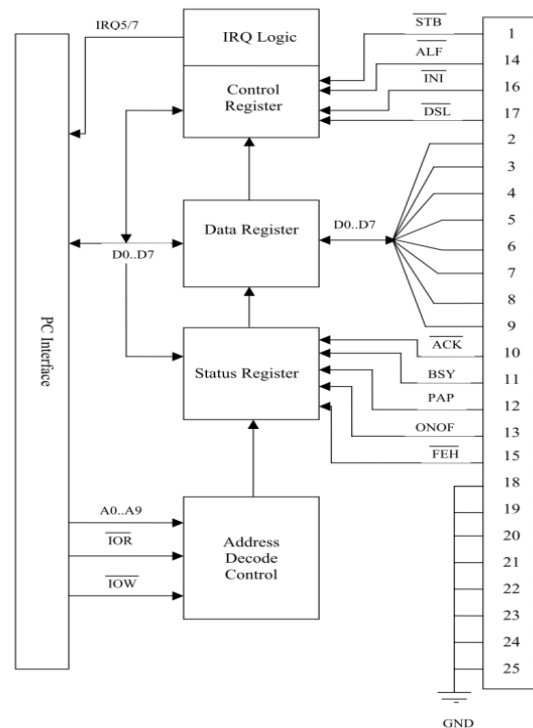 IRQ5/7
IRQ Logic
STB
1
ALF
14
Control
Register
INI
16
DSL
17
2
3
4
Data Register
D0..D7
D0..D7
5
6
7
8
9
PC Interface
ACK
10
Status Register
BSY
11
PAP
12
ONOF
13
FEH
15
18
A0..A9
19
IOR
20
Address
Decode
Control
21
IOW
22
23
24
25
GND